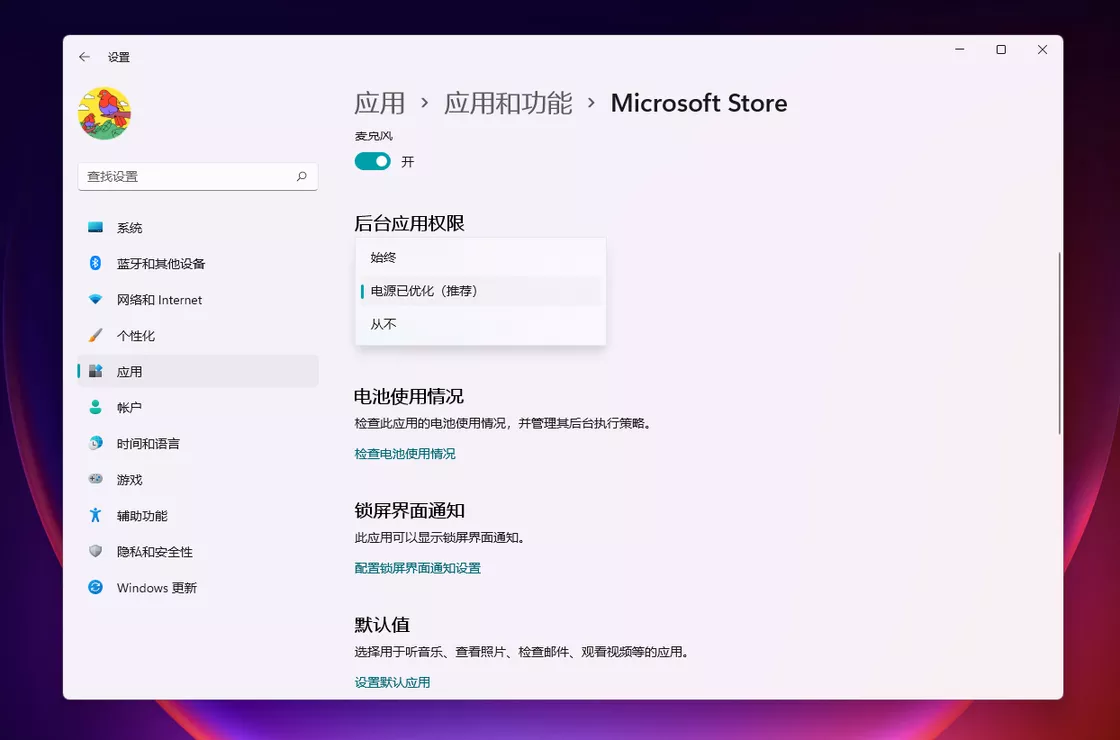 设置
应用 › 应用和功能 › Microsoft Store
麦克风
开
查找设置
系统
蓝牙和其他设备
网络和 Internet
个性化
应用
帐户
时间和语言
游戏
辅助功能
隐私和安全性
Windows 更新
后台应用权限
始终
电源已优化（推荐）
从不
电池使用情况
检查此应用的电池使用情况，并管理其后台执行策略。
检查电池使用情况
锁屏界面通知
此应用可以显示锁屏界面通知。
配置锁屏界面通知设置
默认值
选择用于听音乐、查看照片、检查邮件、观看视频等的应用。
设置默认应用